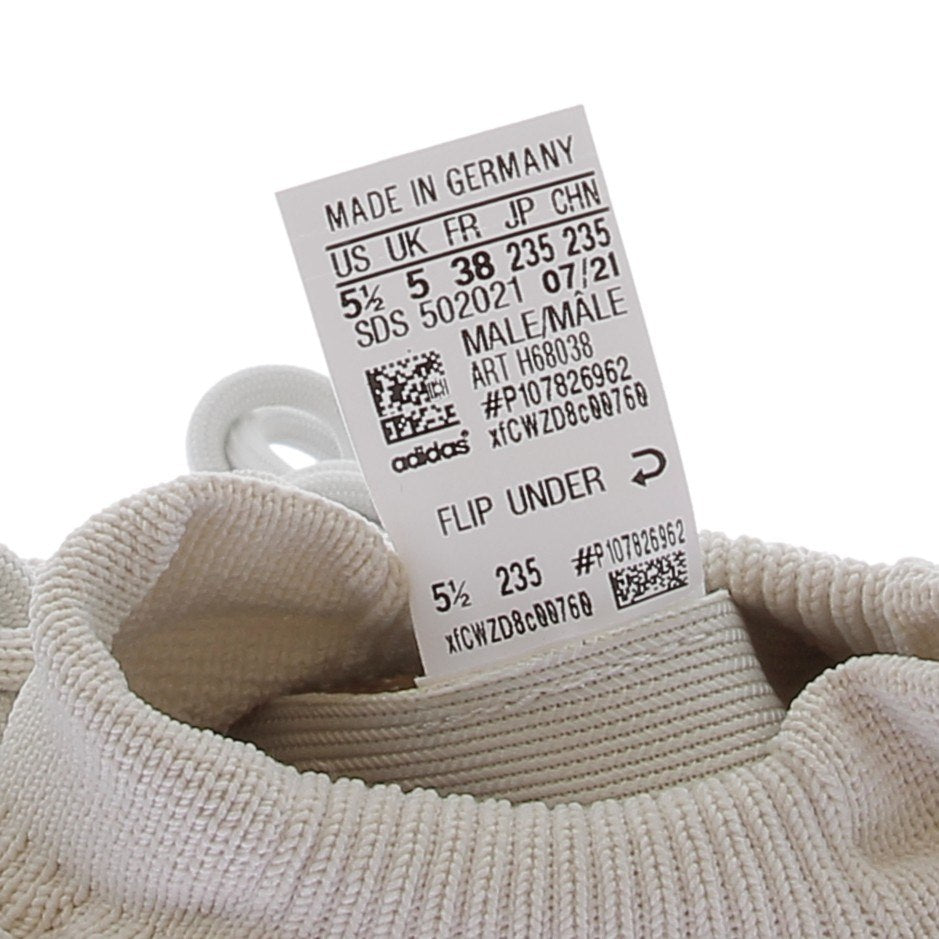 MADE IN GERMANY
US UK FR JP CHN
5½ 5 38 235 235
SDS 502021 07/21
MALE/MÂLE
ART H68038
#P107826962
xfCWZD8c00760
adidas®
FLIP UNDER
5½ 235 #P107826962
xfCWZD8c00760